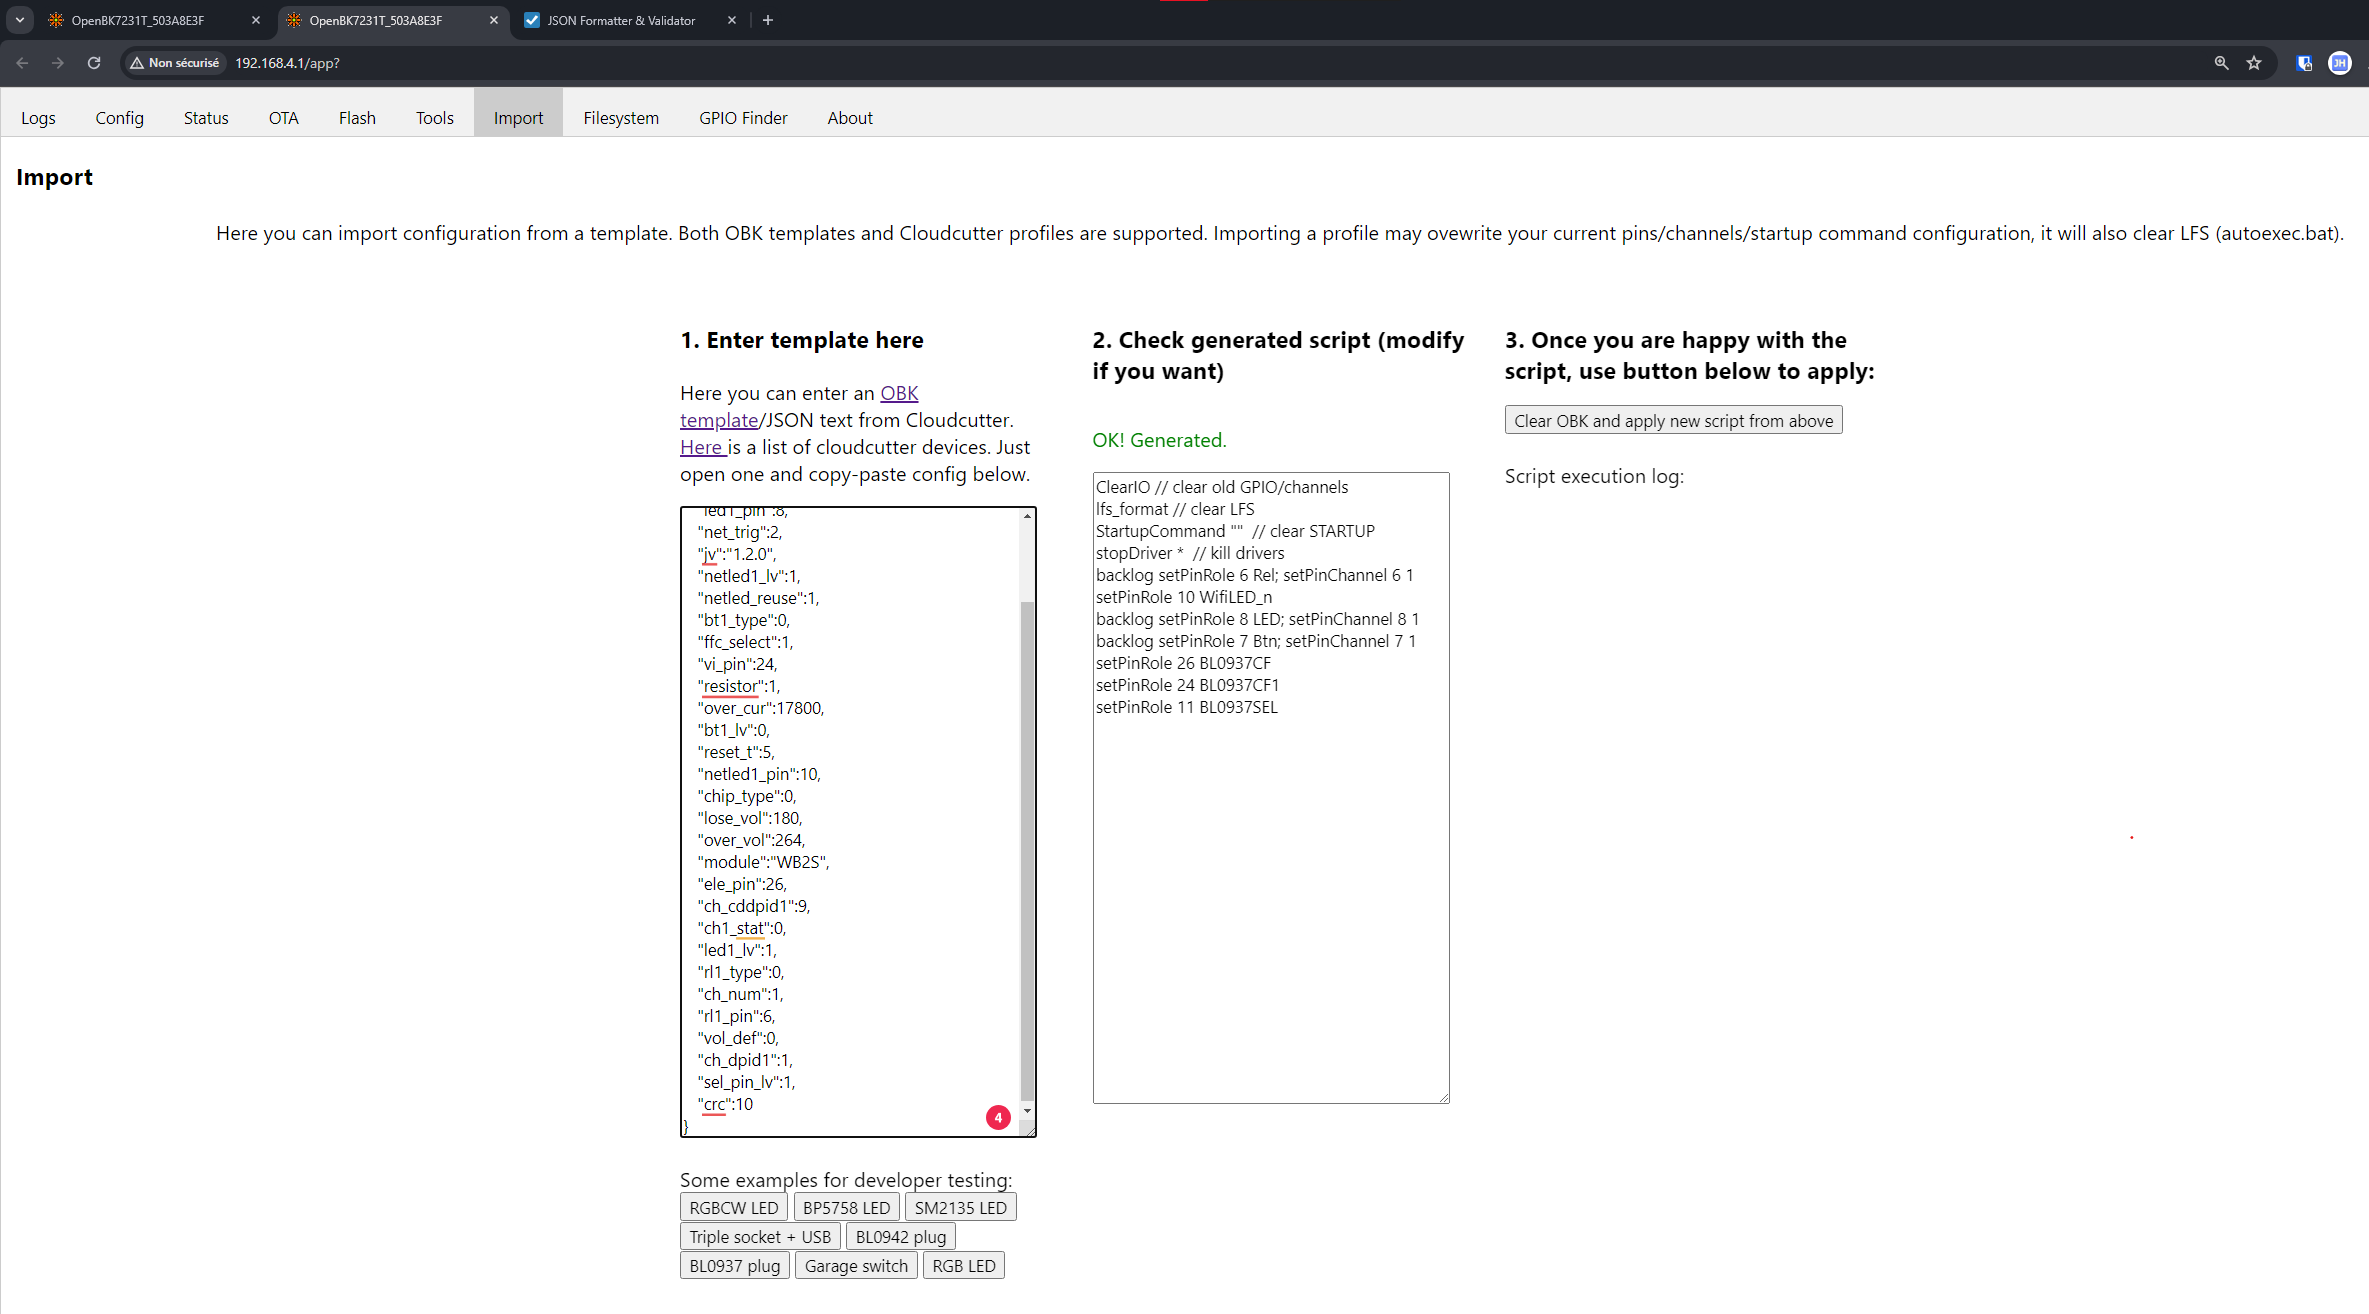 OpenBK7231T_503A8E3F
OpenBK7231T_503A8E3F
JSON Formatter & Validator
Non sécurisé
192.168.4.1/app?
JH
Logs
Config
Status
OTA
Flash
Tools
Import
Filesystem
GPIO Finder
About
Import
Here you can import configuration from a template. Both OBK templates and Cloudcutter profiles are supported. Importing a profile may ovewrite your current pins/channels/startup command configuration, it will also clear LFS (autoexec.bat).
1. Enter template here
Here you can enter an OBK
template/JSON text from Cloudcutter.
Here is a list of cloudcutter devices. Just
open one and copy-paste config below.
"led1_pin":8,
"net_trig":2,
"jv":"1.2.0",
"netled1_lv":1,
"netled_reuse":1,
"bt1_type":0,
"ffc_select":1,
"vi_pin":24,
"resistor":1,
"over_cur":17800,
"bt1_lv":0,
"reset_t":5,
"netled1_pin":10,
"chip_type":0,
"lose_vol":180,
"over_vol":264,
"module":"WB2S",
"ele_pin":26,
"ch_cddpid1":9,
"ch1_stat":0,
"led1_lv":1,
"rl1_type":0,
"ch_num":1,
"rl1_pin":6,
"vol_def":0,
"ch_dpid1":1,
"sel_pin_lv":1,
"crc":10
}
4
Some examples for developer testing:
RGBCW LED
BP5758 LED
SM2135 LED
Triple socket + USB
BL0942 plug
BL0937 plug
Garage switch
RGB LED
2. Check generated script (modify
if you want)
OK! Generated.
ClearIO // clear old GPIO/channels
lfs_format // clear LFS
StartupCommand ""  // clear STARTUP
stopDriver *  // kill drivers
backlog setPinRole 6 Rel; setPinChannel 6 1
setPinRole 10 WifiLED_n
backlog setPinRole 8 LED; setPinChannel 8 1
backlog setPinRole 7 Btn; setPinChannel 7 1
setPinRole 26 BL0937CF
setPinRole 24 BL0937CF1
setPinRole 11 BL0937SEL
3. Once you are happy with the
script, use button below to apply:
Clear OBK and apply new script from above
Script execution log: